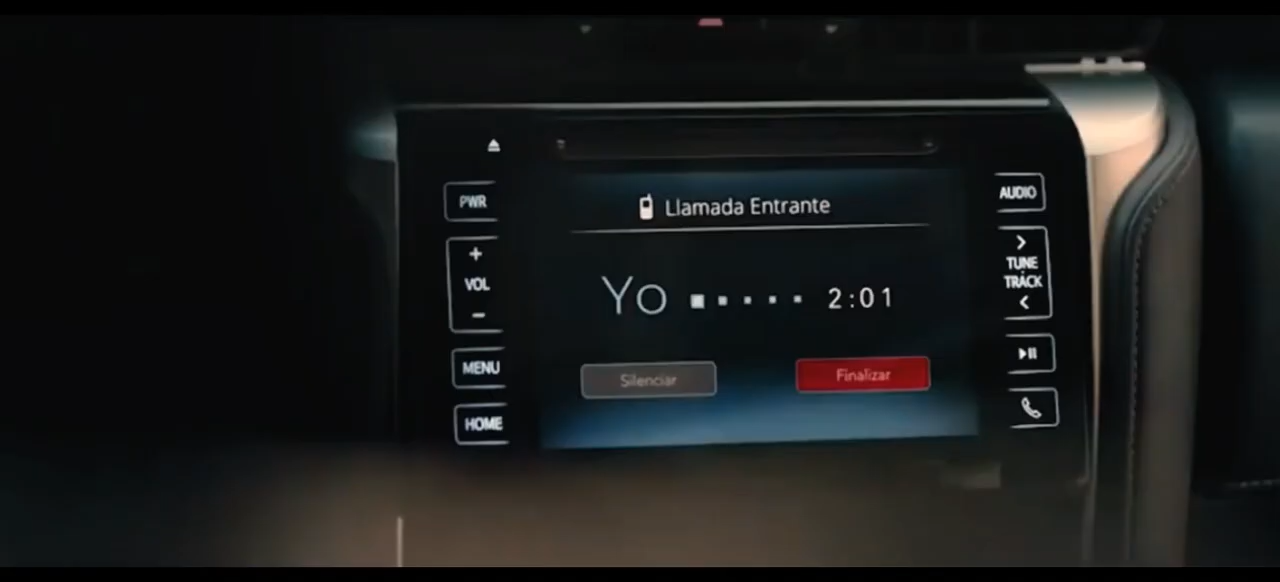 PWR
+
VOL
-
MENU
HOME
Llamada Entrante
Yo 2:01
Silenciar Finalizar
AUDIO
>
TUNE
TRACK
<